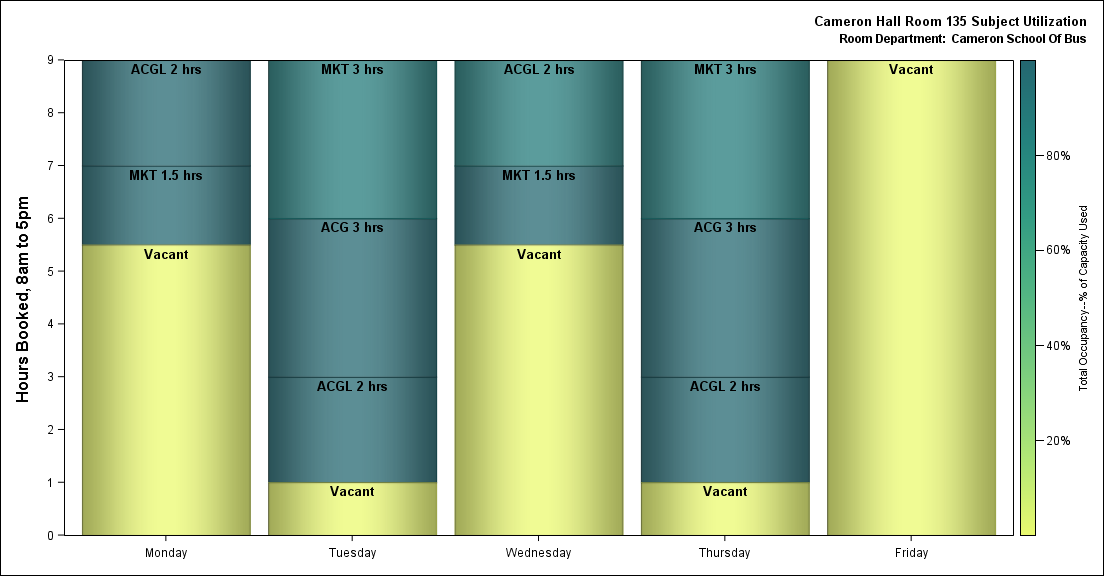 Cameron Hall Room 135 Subject Utilization
Room Department: Cameron School Of Bus
Hours Booked, 8am to 5pm
9
8
7
6
5
4
3
2
1
0
ACGL 2 hrs
MKT 1.5 hrs
Vacant
MKT 3 hrs
ACG 3 hrs
ACGL 2 hrs
Vacant
ACGL 2 hrs
MKT 1.5 hrs
Vacant
MKT 3 hrs
ACG 3 hrs
ACGL 2 hrs
Vacant
Vacant
Monday
Tuesday
Wednesday
Thursday
Friday
80%
60%
40%
20%
Total Occupancy--% of Capacity Used